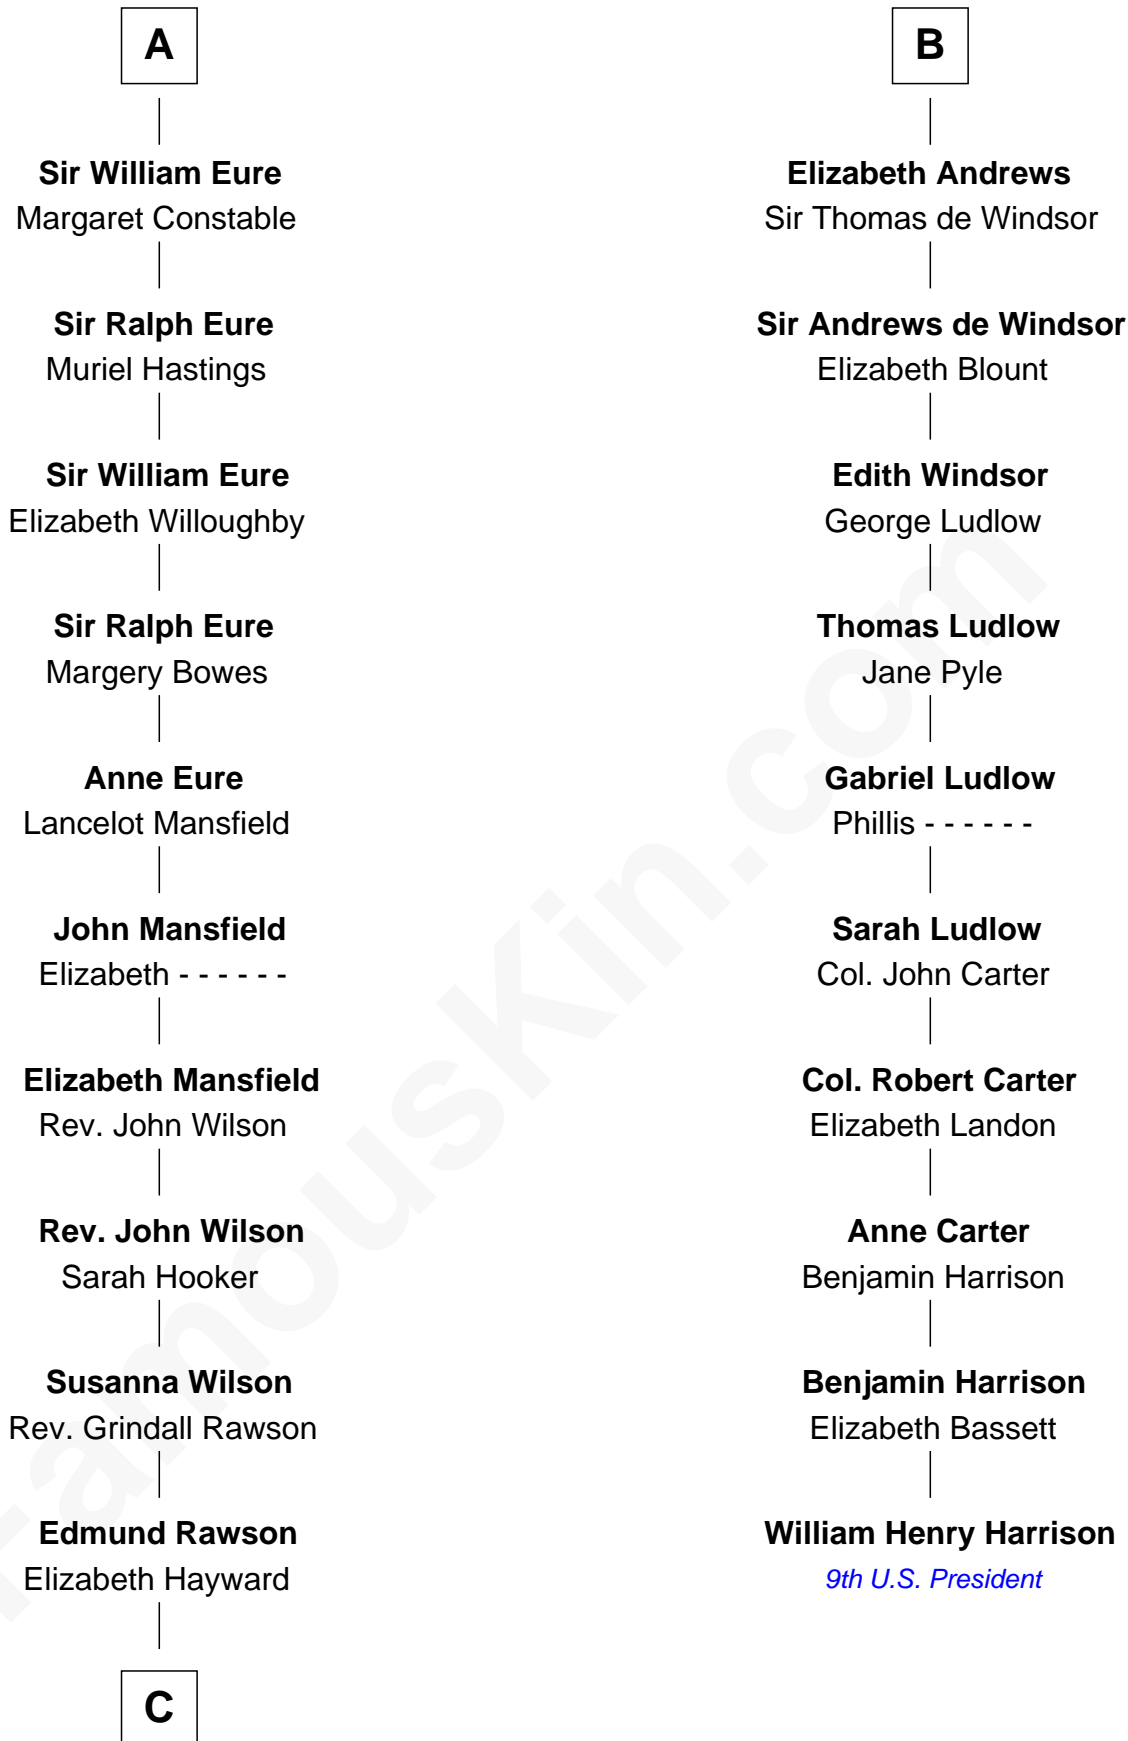 A
Sir William Eure
Margaret Constable
Sir Ralph Eure
Muriel Hastings
Sir William Eure
Elizabeth Willoughby
Sir Ralph Eure
Margery Bowes
Anne Eure
Lancelot Mansfield
John Mansfield
Elizabeth - - - - - -
Elizabeth Mansfield
Rev. John Wilson
Rev. John Wilson
Sarah Hooker
Susanna Wilson
Rev. Grindall Rawson
Edmund Rawson
Elizabeth Hayward
C
B
Elizabeth Andrews
Sir Thomas de Windsor
Sir Andrews de Windsor
Elizabeth Blount
Edith Windsor
George Ludlow
Thomas Ludlow
Jane Pyle
Gabriel Ludlow
Phillis - - - - - -
Sarah Ludlow
Col. John Carter
Col. Robert Carter
Elizabeth Landon
Anne Carter
Benjamin Harrison
Benjamin Harrison
Elizabeth Bassett
William Henry Harrison
9th U.S. President
FamousKin.com